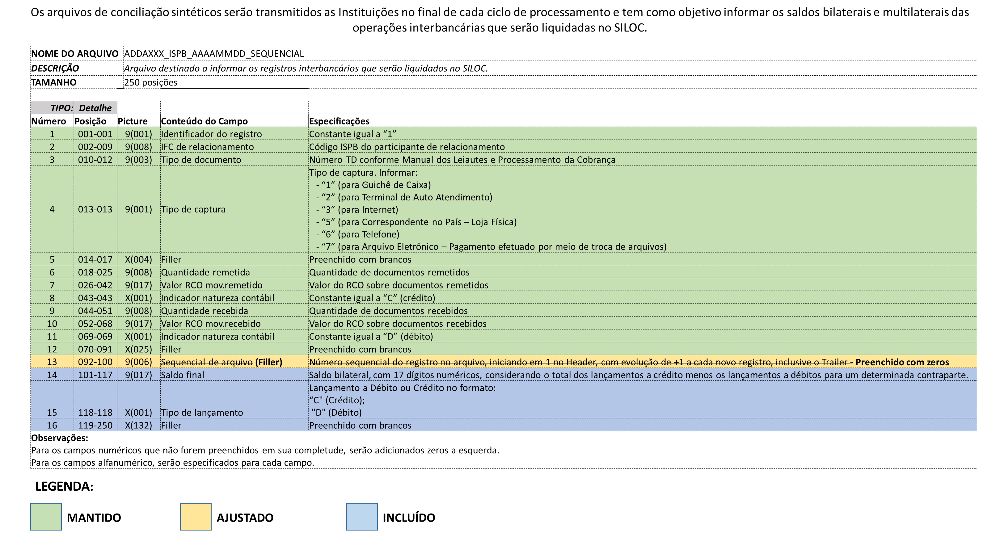 Os arquivos de conciliação sintéticos serão transmitidos as Instituições no final de cada ciclo de processamento e tem como objetivo informar os saldos bilaterais e multilaterais das
operações interbancárias que serão liquidadas no SILOC.
NOME DO ARQUIVO ADDAXXX_ISPB_AAAAMMDD_SEQUENCIAL
DESCRIÇÃO Arquivo destinado a informar os registros interbancários que serão liquidados no SILOC.
TAMANHO 250 posições
TIPO: Detalhe
Número Posição Picture Conteúdo do Campo Especificações
1 001-001 9(001) Identificador do registro Constante igual a “1”
2 002-009 9(008) IFC de relacionamento Código ISPB do participante de relacionamento
3 010-012 9(003) Tipo de documento Número TD conforme Manual dos Leiautes e Processamento da Cobrança
Tipo de captura. Informar:
- “1” (para Guichê de Caixa)
- “2” (para Terminal de Auto Atendimento)
4 013-013 9(001) Tipo de captura - “3” (para Internet)
- “5” (para Correspondente no País – Loja Física)
- “6” (para Telefone)
- “7” (para Arquivo Eletrônico – Pagamento efetuado por meio de troca de arquivos)
5 014-017 X(004) Filler Preenchido com brancos
6 018-025 9(008) Quantidade remetida Quantidade de documentos remetidos
7 026-042 9(017) Valor RCO mov.remetido Valor do RCO sobre documentos remetidos
8 043-043 X(001) Indicador natureza contábil Constante igual a “C” (crédito)
9 044-051 9(008) Quantidade recebida Quantidade de documentos recebidos
10 052-068 9(017) Valor RCO mov.recebido Valor do RCO sobre documentos recebidos
11 069-069 X(001) Indicador natureza contábil Constante igual a “D” (débito)
12 070-091 X(025) Filler Preenchido com brancos
13 092-100 9(006) Sequencial de arquivo (Filler) Número sequencial do registro no arquivo, iniciando em 1 no Header, com evolução de +1 a cada novo registro, inclusive o Trailer - Preenchido com zeros
14 101-117 9(017) Saldo final Saldo bilateral, com 17 dígitos numéricos, considerando o total dos lançamentos a crédito menos os lançamentos a débitos para um determinada contraparte.
Lançamento a Débito ou Crédito no formato:
“C" (Crédito);
15 118-118 X(001) Tipo de lançamento "D" (Débito)
16 119-250 X(132) Filler Preenchido com brancos
Observações:
Para os campos numéricos que não forem preenchidos em sua completude, serão adicionados zeros a esquerda.
Para os campos alfanumérico, serão especificados para cada campo.
LEGENDA:
MANTIDO AJUSTADO INCLUÍDO